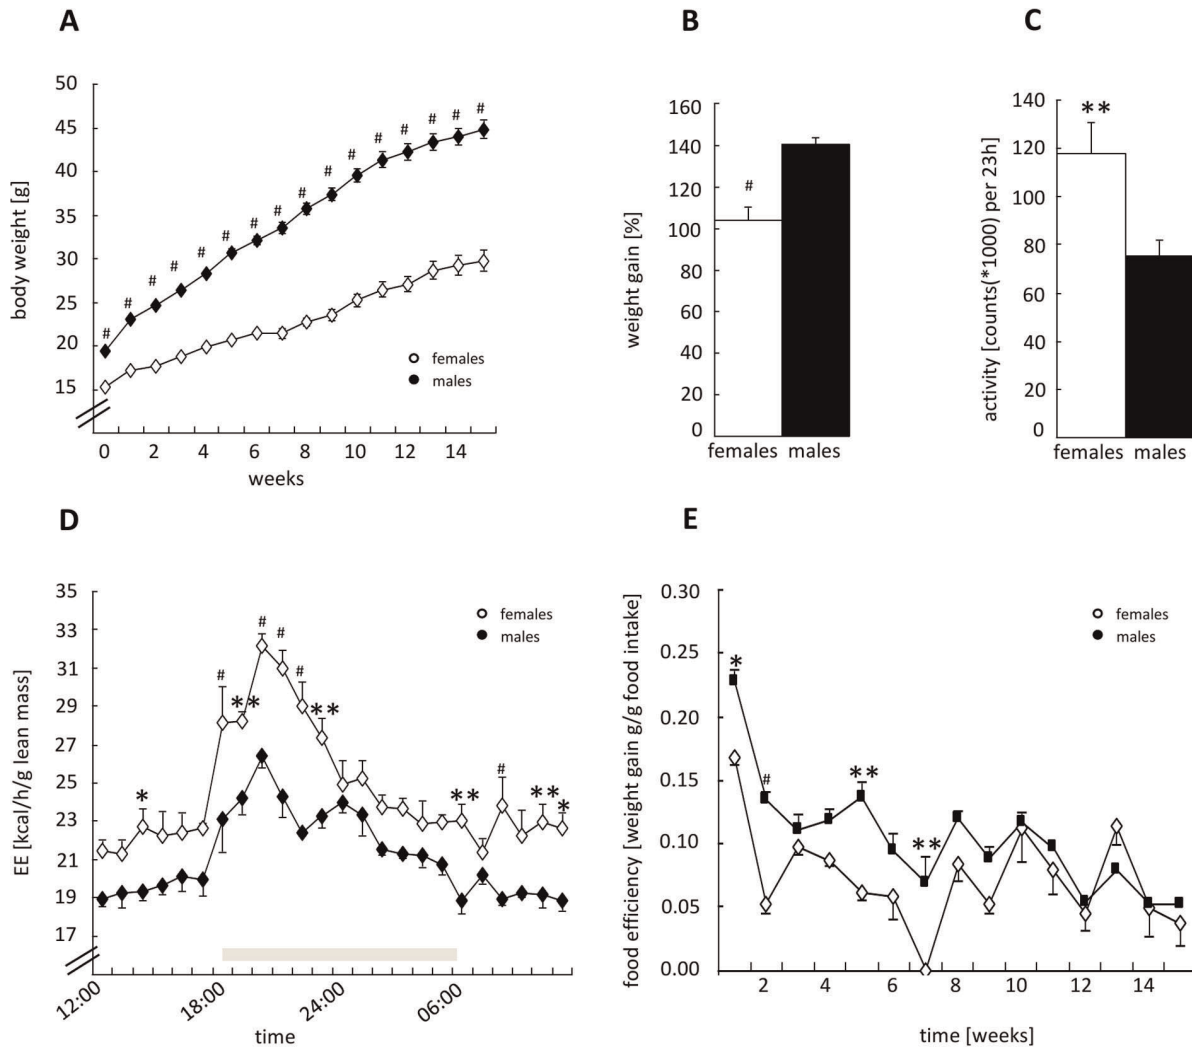 A
B
C
body weight [g]
50
45
40
35
30
25
20
15
# # # # # # # # # # # # # # # #
females
males
0 2 4 6 8 10 12 14
weeks
weight gain [%]
160
140
120
100
80
60
40
20
0
#
females males
activity [counts(*1000) per 23h]
140
120
100
80
60
40
20
0
**
females males
D
E
EE [kcal/h/g lean mass]
35
33
31
29
27
25
23
21
19
17
* # ** # # # ** ** # ** *
females
males
12:00 18:00 24:00 06:00
time
food efficiency [weight gain g/g food intake]
0.30
0.25
0.20
0.15
0.10
0.05
0.00
* # ** **
females
males
2 4 6 8 10 12 14
time [weeks]